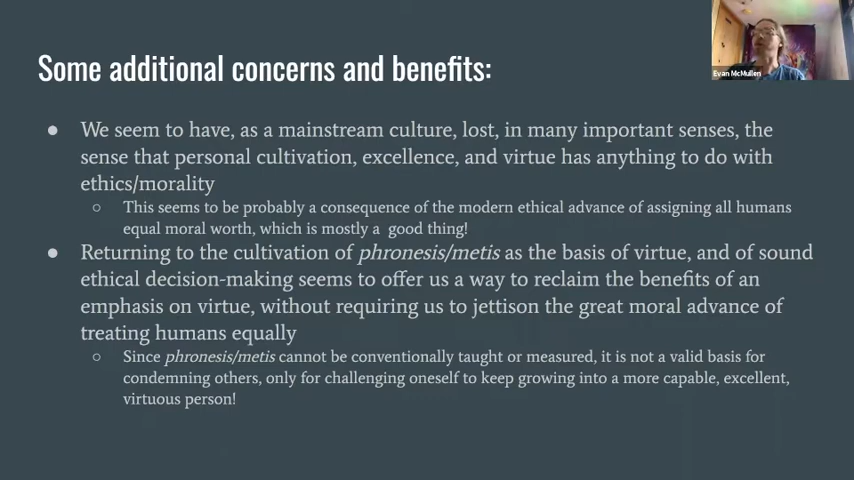 Some additional concerns and benefits:
Evan McMullen
● We seem to have, as a mainstream culture, lost, in many important senses, the
sense that personal cultivation, excellence, and virtue has anything to do with
ethics/morality
○ This seems to be probably a consequence of the modern ethical advance of assigning all humans
equal moral worth, which is mostly a good thing!
● Returning to the cultivation of phronesis/metis as the basis of virtue, and of sound
ethical decision-making seems to offer us a way to reclaim the benefits of an
emphasis on virtue, without requiring us to jettison the great moral advance of
treating humans equally
○ Since phronesis/metis cannot be conventionally taught or measured, it is not a valid basis for
condemning others, only for challenging oneself to keep growing into a more capable, excellent,
virtuous person!